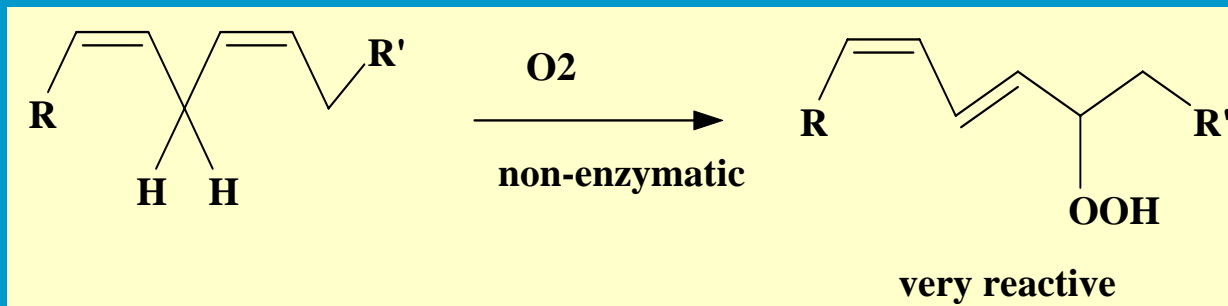 R'
O2
R
R
R'
H H
non-enzymatic
OOH
very reactive